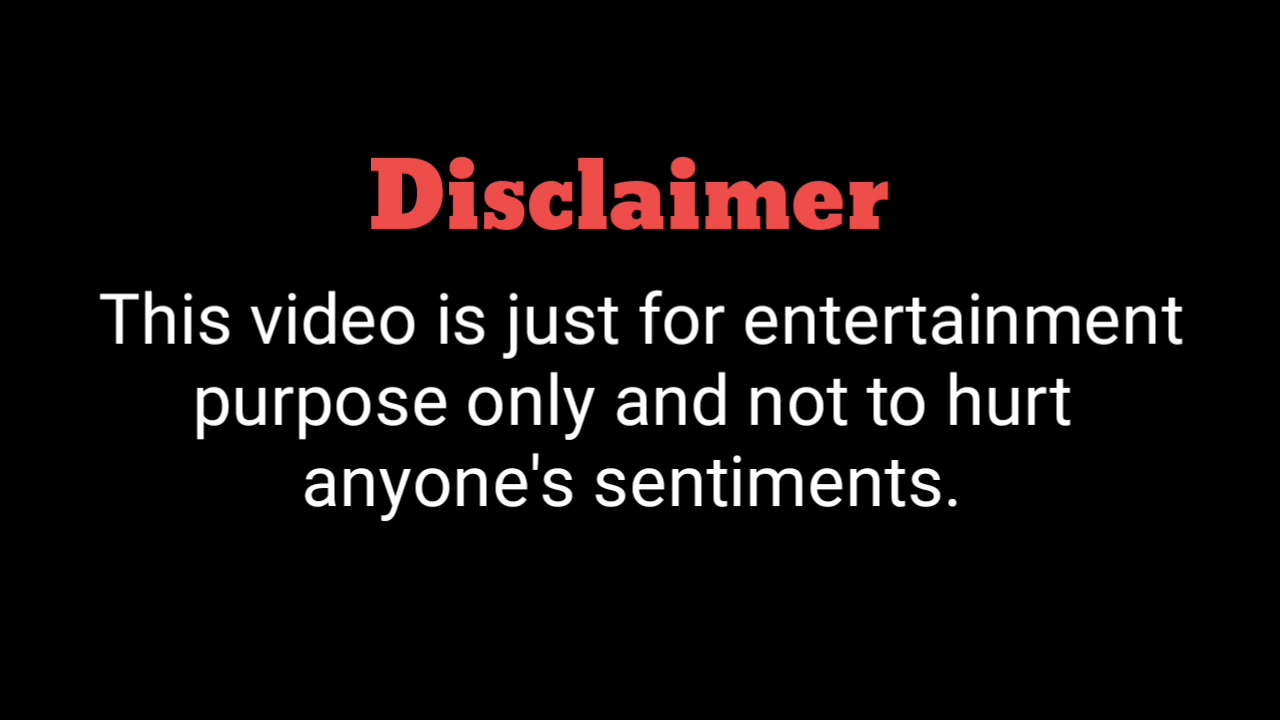 Disclaimer
This video is just for entertainment
purpose only and not to hurt
anyone's sentiments.